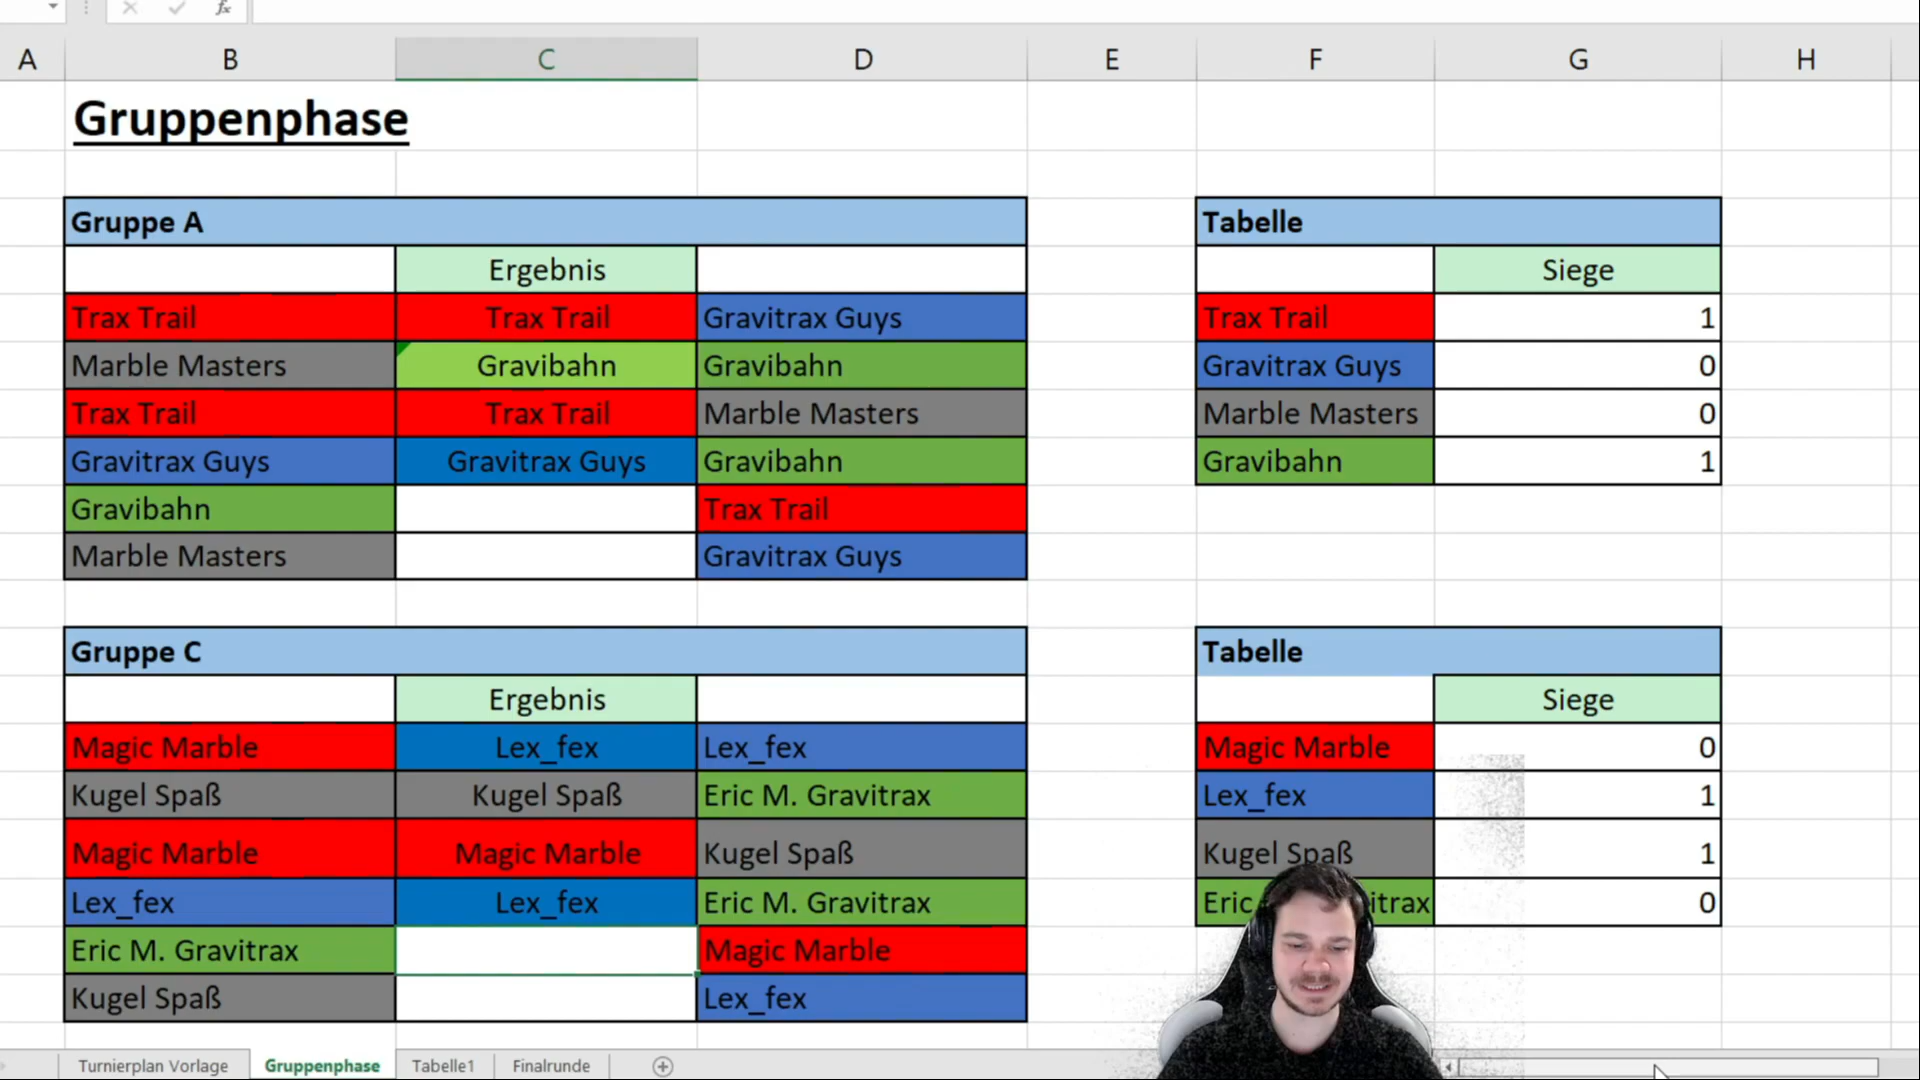 A B C D E F G H
Gruppenphase
Gruppe A
Tabelle
Ergebnis
Siege
Trax Trail Trax Trail Gravitrax Guys
Trax Trail 1
Marble Masters Gravibahn Gravibahn
Gravitrax Guys 0
Trax Trail Trax Trail Marble Masters
Marble Masters 0
Gravitrax Guys Gravitrax Guys Gravibahn
Gravibahn 1
Gravibahn Trax Trail
Marble Masters Gravitrax Guys
Gruppe C
Tabelle
Ergebnis
Siege
Magic Marble Lex_fex Lex_fex
Magic Marble 0
Kugel Spaß Kugel Spaß Eric M. Gravitrax
Lex_fex 1
Magic Marble Magic Marble Kugel Spaß
Kugel Spaß 1
Lex_fex Lex_fex Eric M. Gravitrax
Eric itrax 0
Eric M. Gravitrax Magic Marble
Kugel Spaß Lex_fex
Turnierplan Vorlage Gruppenphase Tabelle1 Finalrunde